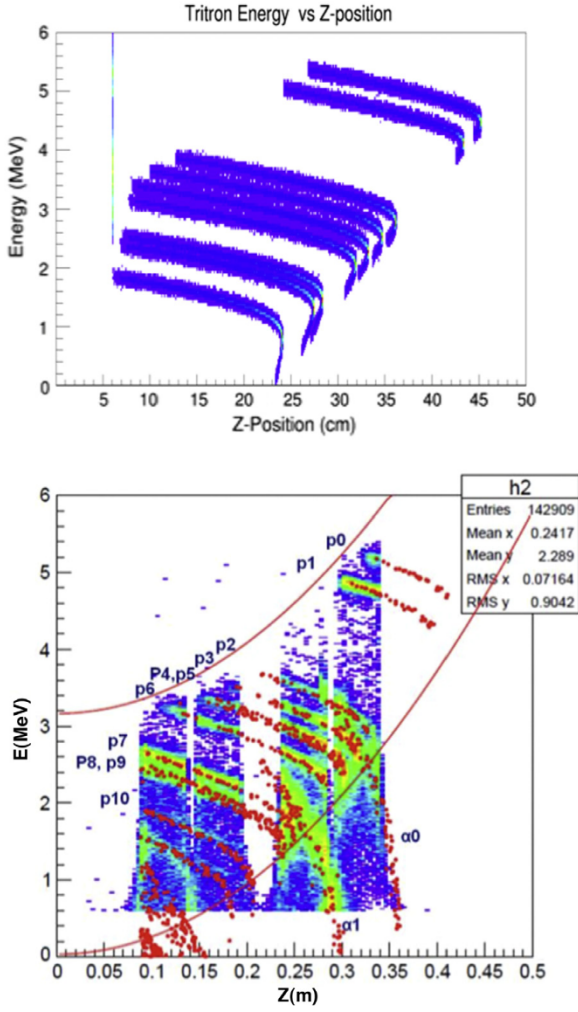 Tritron Energy vs Z-position
6
5
4
3
2
1
0
Energy (MeV)
5 10 15 20 25 30 35 40 45 50
Z-Position (cm)
h2
Entries 142909
Mean x 0.2417
Mean y 2.289
RMS x 0.07164
RMS y 0.9042
6
5
4
3
2
1
0
E(MeV)
p0
p1
p2
p3
P4,p5
p6
p7
P8, p9
p10
α0
α1
0 0.05 0.1 0.15 0.2 0.25 0.3 0.35 0.4 0.45 0.5
Z(m)